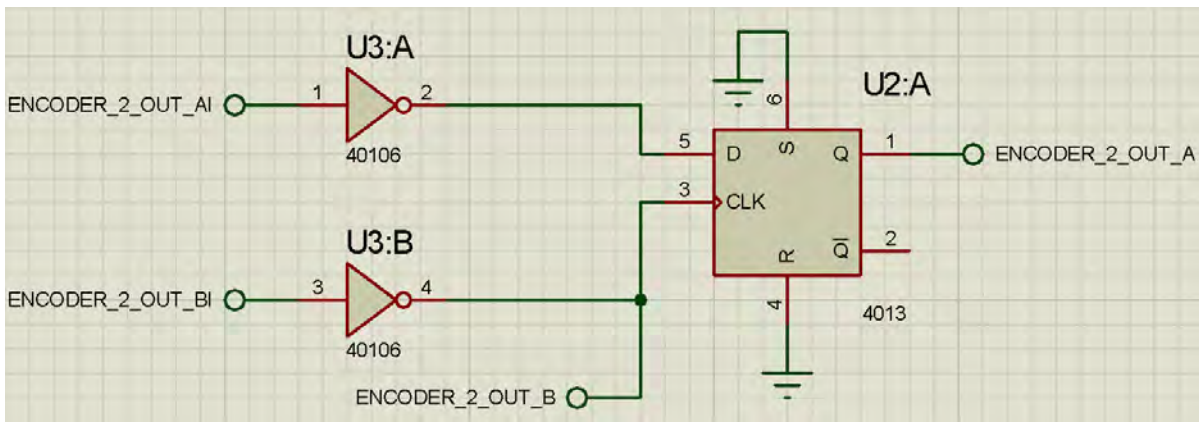 U3:A
ENCODER_2_OUT_AI
1
2
40106
U2:A
6
5
D
S
Q
1
ENCODER_2_OUT_A
3
CLK
U3:B
R
Q
2
ENCODER_2_OUT_BI
3
4
40106
4
4013
ENCODER_2_OUT_B